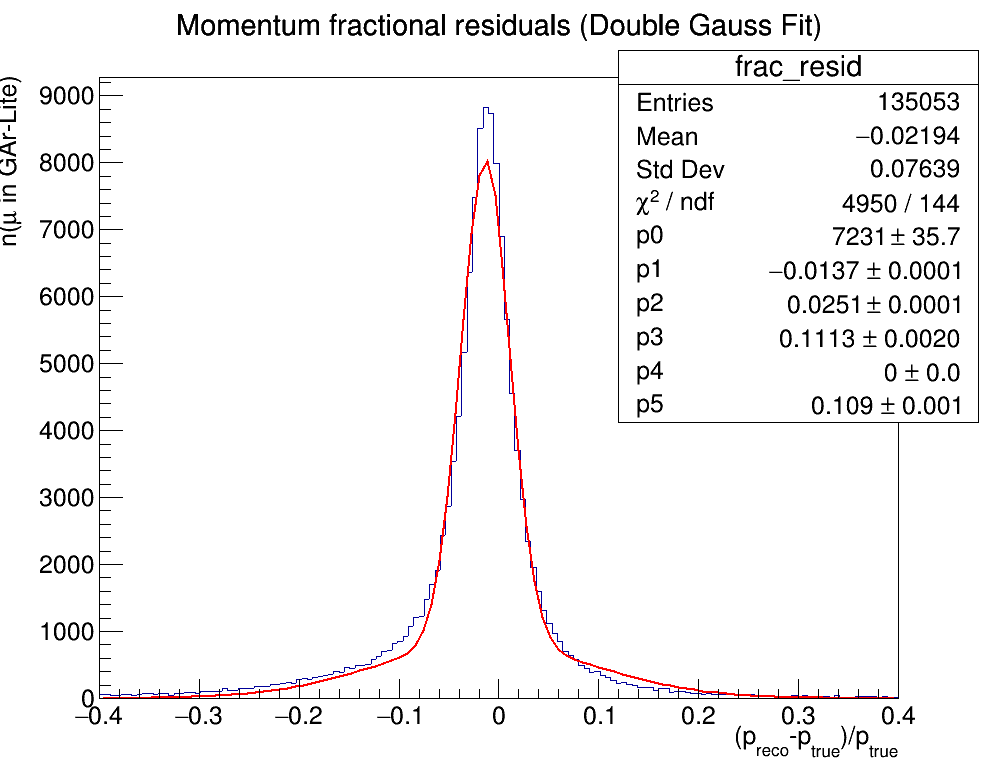 Momentum fractional residuals (Double Gauss Fit)
frac_resid
Entries 135053
Mean −0.02194
Std Dev 0.07639
χ² / ndf 4950 / 144
p0 7231 ± 35.7
p1 −0.0137 ± 0.0001
p2 0.0251 ± 0.0001
p3 0.1113 ± 0.0020
p4 0 ± 0.0
p5 0.109 ± 0.001
n(μ in GAr-Lite)
9000
8000
7000
6000
5000
4000
3000
2000
1000
0
−0.4 −0.3 −0.2 −0.1 0 0.1 0.2 0.3 0.4
(p_reco-p_true)/p_true